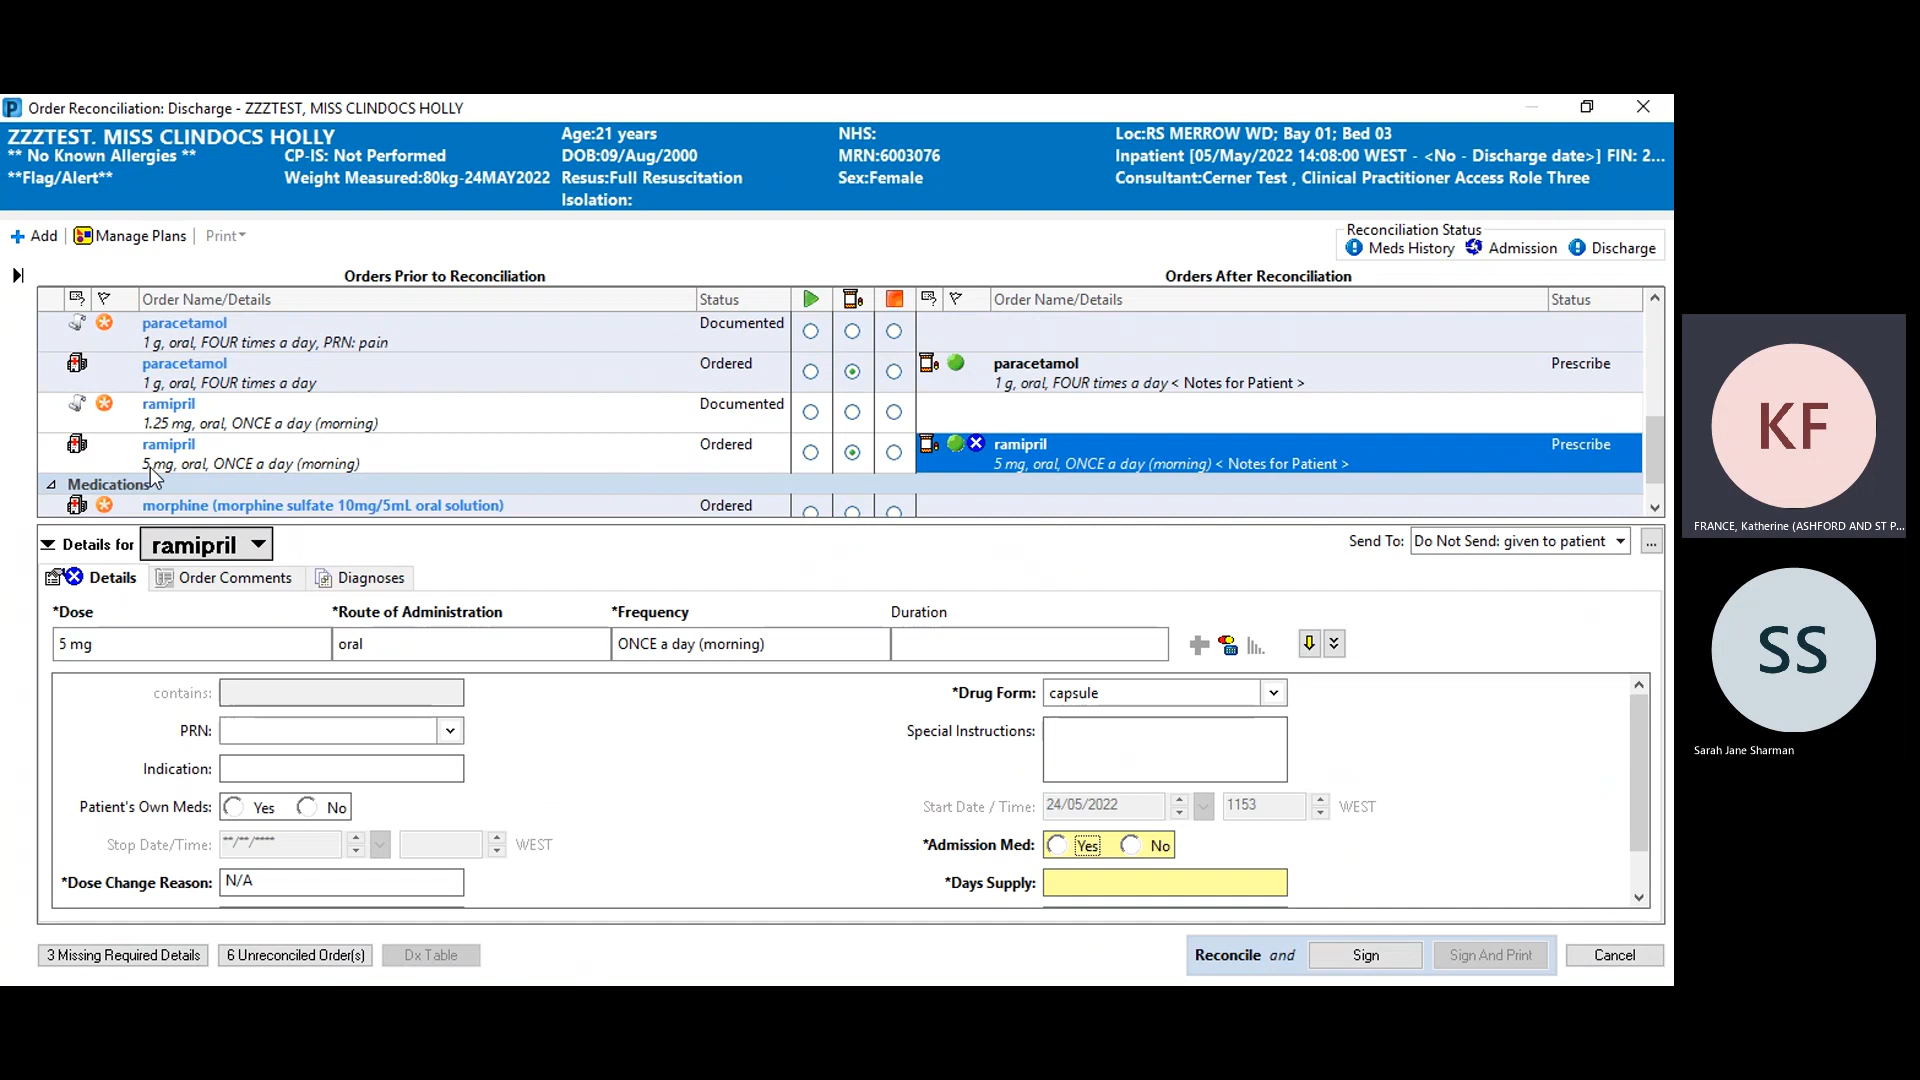 Order Reconciliation: Discharge - ZZZTEST, MISS CLINDOCS HOLLY
ZZZTEST. MISS CLINDOCS HOLLY
Age:21 years
NHS:
Loc:RS MERROW WD; Bay 01; Bed 03
** No Known Allergies **
CP-IS: Not Performed
DOB:09/Aug/2000
MRN:6003076
Inpatient [05/May/2022 14:08:00 WEST - <No - Discharge date>] FIN: 2...
**Flag/Alert**
Weight Measured:80kg-24MAY2022
Resus:Full Resuscitation
Sex:Female
Consultant:Cerner Test , Clinical Practitioner Access Role Three
Isolation:
Add
Manage Plans
Print
Reconciliation Status
Meds History
Admission
Discharge
Orders Prior to Reconciliation
Orders After Reconciliation
Order Name/Details
Status
Order Name/Details
Status
paracetamol
Documented
1 g, oral, FOUR times a day, PRN: pain
paracetamol
Ordered
paracetamol
Prescribe
1 g, oral, FOUR times a day
1 g, oral, FOUR times a day < Notes for Patient >
ramipril
Documented
1.25 mg, oral, ONCE a day (morning)
ramipril
Ordered
ramipril
Prescribe
5 mg, oral, ONCE a day (morning)
5 mg, oral, ONCE a day (morning) < Notes for Patient >
Medications
morphine (morphine sulfate 10mg/5mL oral solution)
Ordered
Details for
ramipril
Send To:
Do Not Send: given to patient
...
Details
Order Comments
Diagnoses
*Dose
*Route of Administration
*Frequency
Duration
5 mg
oral
ONCE a day (morning)
contains:
*Drug Form:
capsule
PRN:
Special Instructions:
Indication:
Patient's Own Meds:
Yes
No
Start Date / Time:
24/05/2022
1153
WEST
Stop Date/Time:
**/**/****
WEST
*Admission Med:
Yes
No
*Dose Change Reason:
N/A
*Days Supply:
3 Missing Required Details
6 Unreconciled Order(s)
Dx Table
Reconcile and
Sign
Sign And Print
Cancel
KF
FRANCE, Katherine (ASHFORD AND ST P...
SS
Sarah Jane Sharman